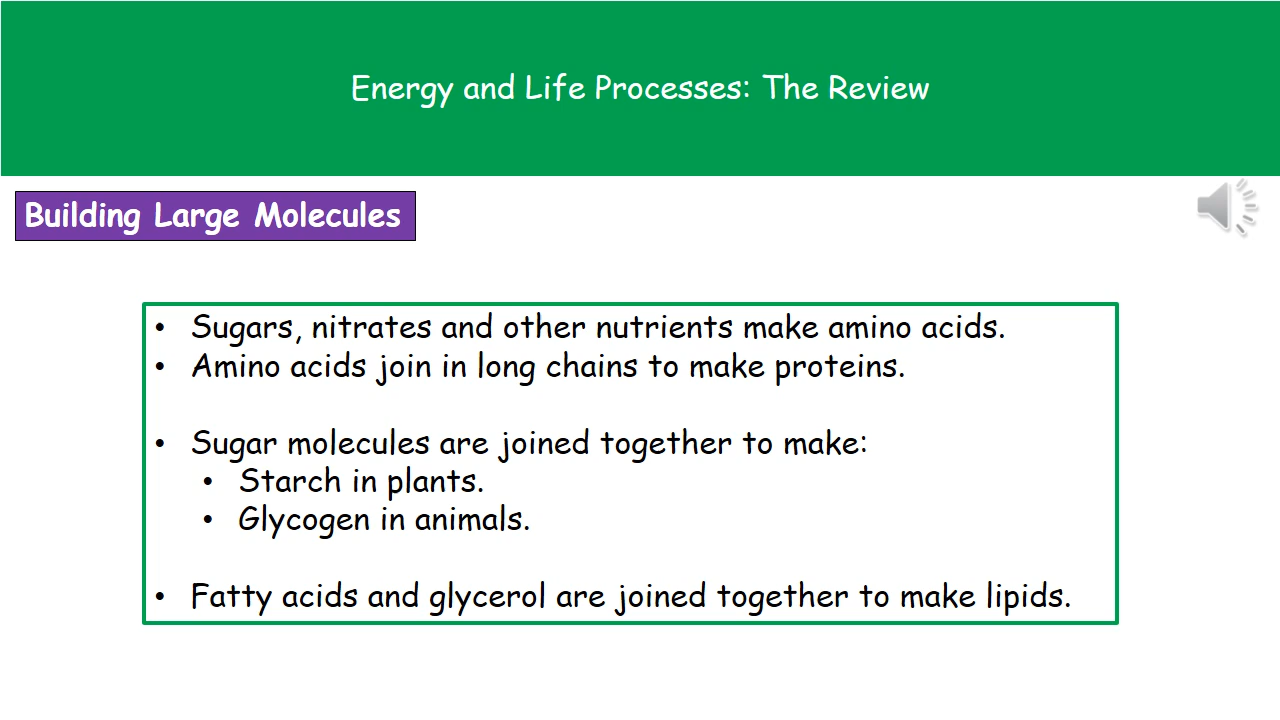 Energy and Life Processes: The Review
Building Large Molecules
• Sugars, nitrates and other nutrients make amino acids.
• Amino acids join in long chains to make proteins.
• Sugar molecules are joined together to make:
• Starch in plants.
• Glycogen in animals.
• Fatty acids and glycerol are joined together to make lipids.